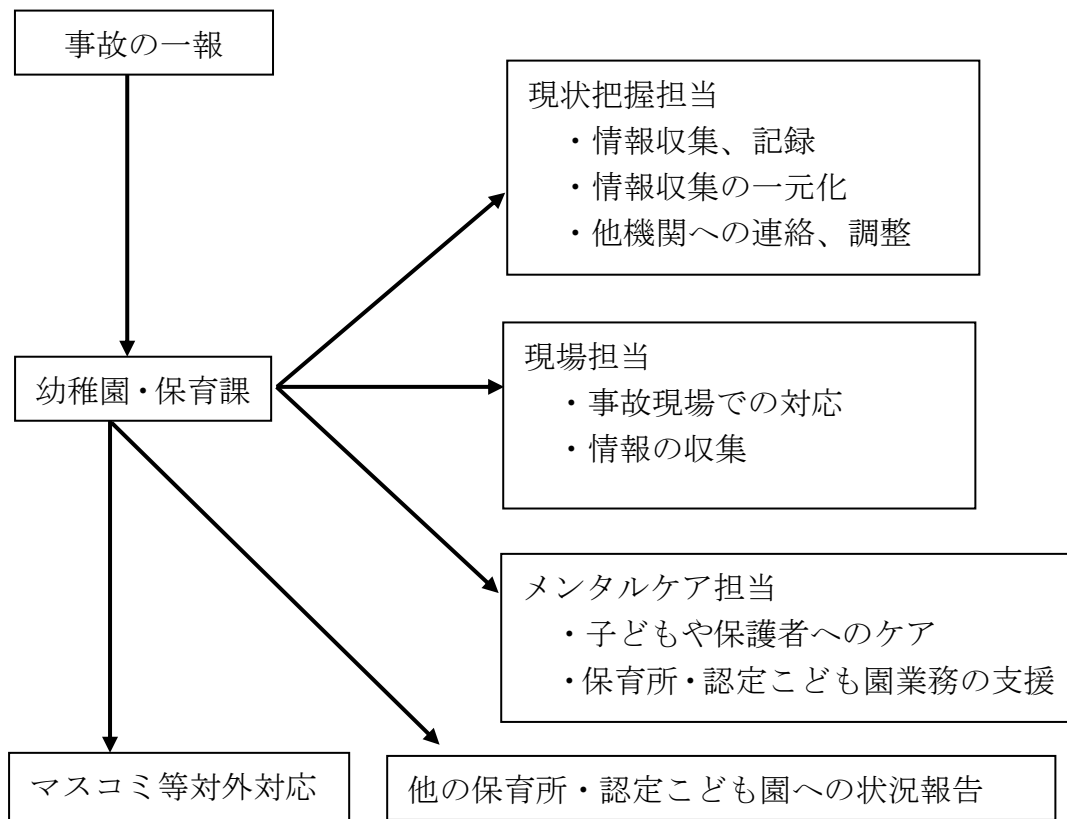 事故の一報
現状把握担当
・情報収集、記録
・情報収集の一元化
・他機関への連絡、調整
幼稚園・保育課
現場担当
・事故現場での対応
・情報の収集
メンタルケア担当
・子どもや保護者へのケア
・保育所・認定こども園業務の支援
マスコミ等対外対応
他の保育所・認定こども園への状況報告